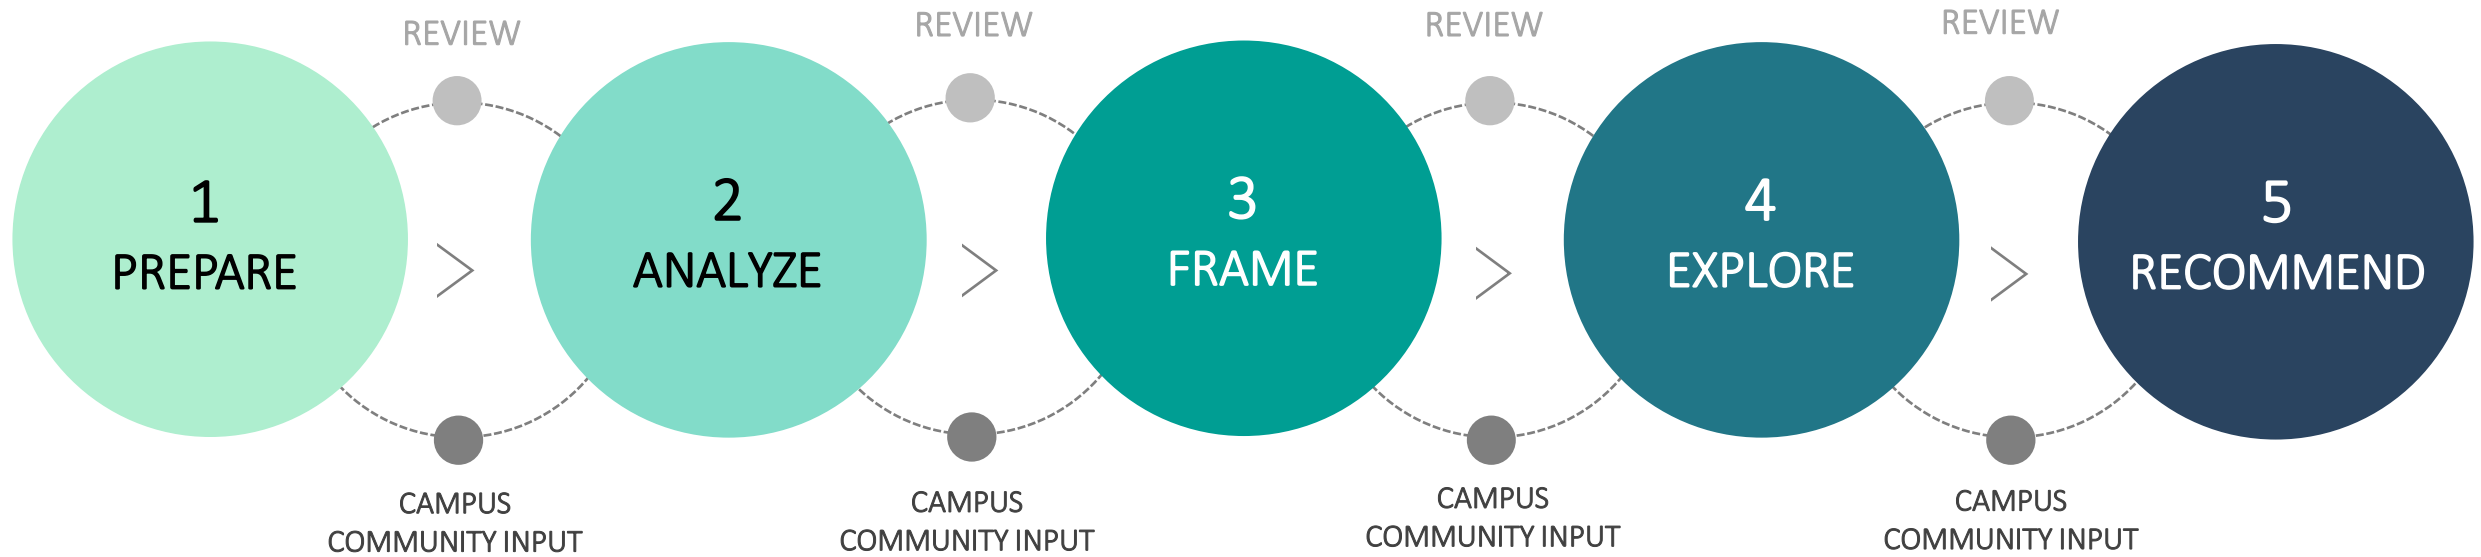 REVIEW
REVIEW
REVIEW
REVIEW
1
PREPARE
>
2
ANALYZE
>
3
FRAME
>
4
EXPLORE
>
5
RECOMMEND
CAMPUS
COMMUNITY INPUT
CAMPUS
COMMUNITY INPUT
CAMPUS
COMMUNITY INPUT
CAMPUS
COMMUNITY INPUT